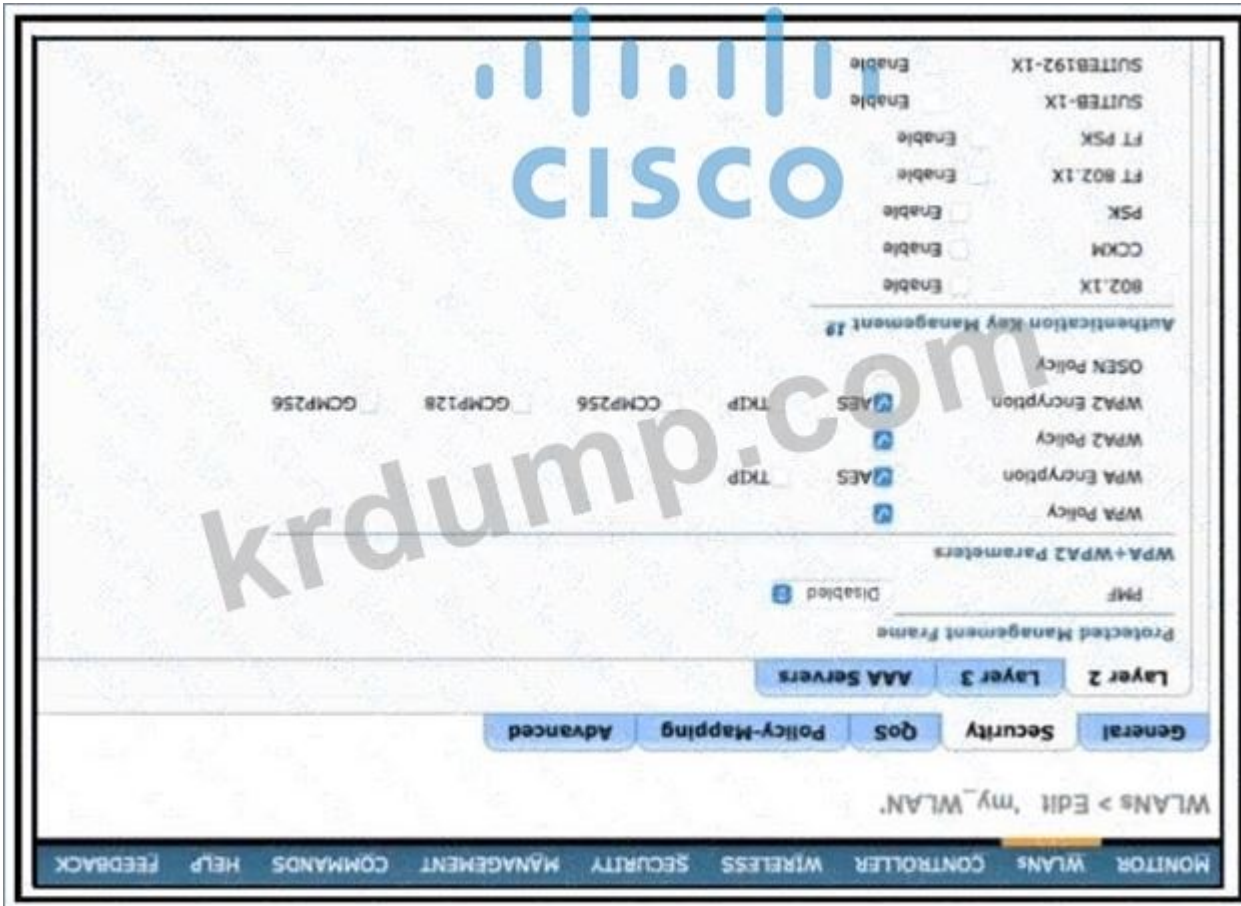 MONITOR WLANs CONTROLLER WIRELESS SECURITY MANAGEMENT COMMANDS HELP FEEDBACK
WLANs > Edit 'my_WLAN'
General Security QoS Policy-Mapping Advanced
Layer 2 Layer 3 AAA Servers
Protected Management Frame
PMF Disabled
WPA+WPA2 Parameters
WPA Policy
WPA Encryption AES TKIP
WPA2 Policy
WPA2 Encryption AES TKIP CCMP256 GCMP128 GCMP256
OSEN Policy
Authentication Key Management 19
802.1X Enable
CCKM Enable
PSK Enable
FT 802.1X Enable
FT PSK Enable
SUITEB-1X Enable
SUITEB192-1X Enable
CISCO
krdump.com